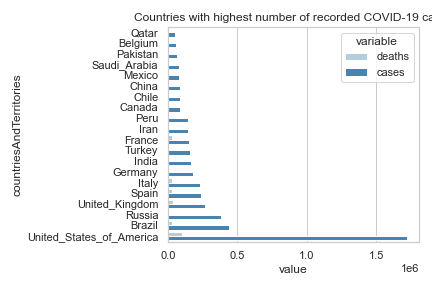 Countries with highest number of recorded COVID-19 ca
variable
deaths
cases
Qatar
Belgium
Pakistan
Saudi_Arabia
Mexico
China
Chile
Canada
Peru
Iran
France
Turkey
India
Germany
Italy
Spain
United_Kingdom
Russia
Brazil
United_States_of_America
countriesAndTerritories
0.0 0.5 1.0 1.5
1e6
value